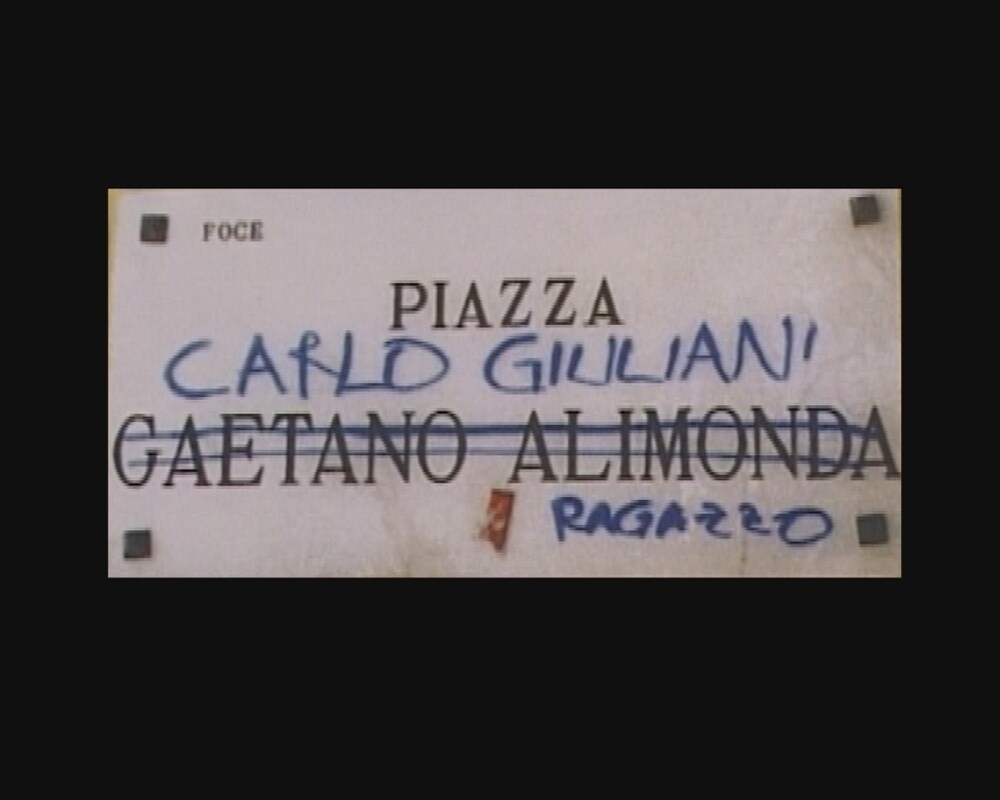 FOCE
PIAZZA
CARLO GIULIANI
GAETANO ALIMONDA
RAGAZZO